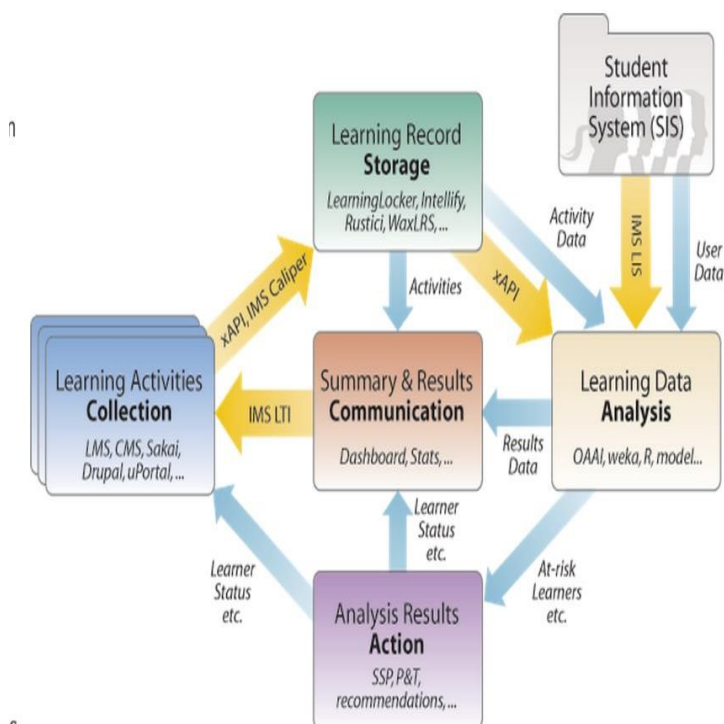 Student
Information
System (SIS)
Learning Record
Storage
LearningLocker, Intellify,
Rustici, WaxLRS, ...
Activity
Data
IMS LIS
User
Data
xAPI, IMS Caliper
Activities
xAPI
Learning Activities
Collection
LMS, CMS, Sakai,
Drupal, uPortal, ...
IMS LTI
Summary & Results
Communication
Dashboard, Stats, ...
Results
Data
Learning Data
Analysis
OAAI, weka, R, model...
Learner
Status
etc.
Learner
Status
etc.
At-risk
Learners
etc.
Analysis Results
Action
SSP, P&T,
recommendations, ...